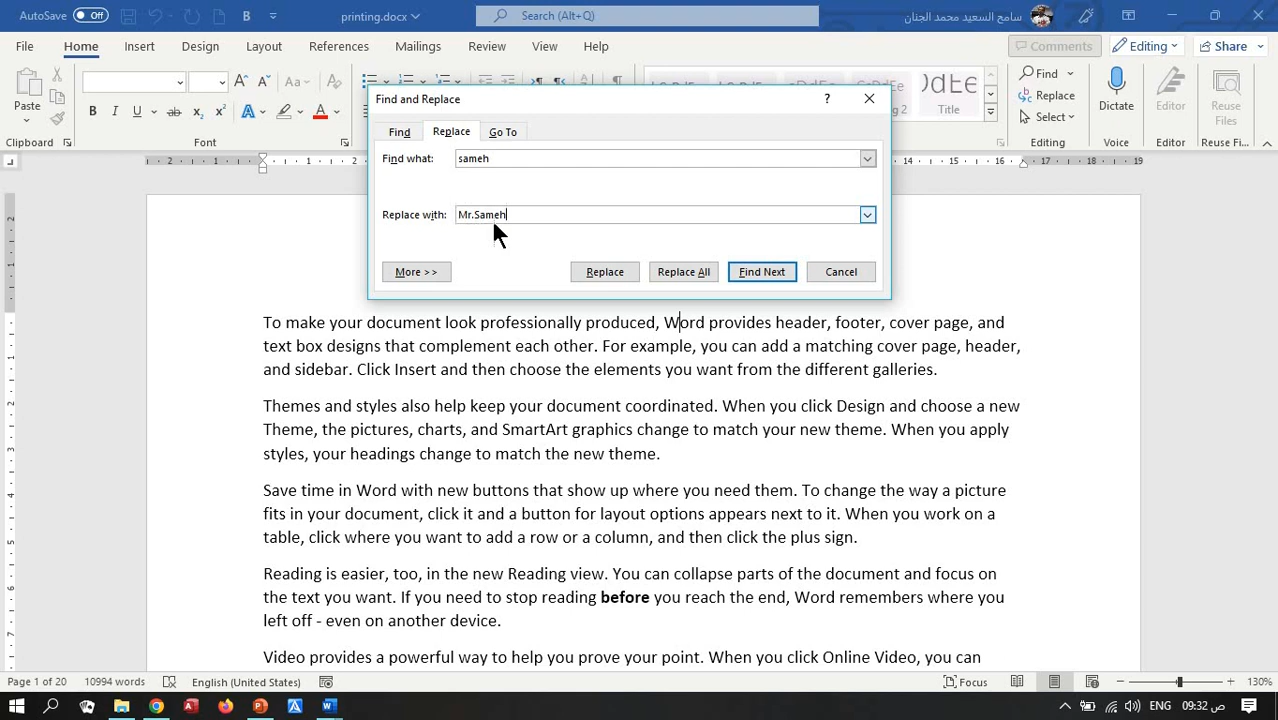 AutoSave Off
printing.docx
Search (Alt+Q)
سامح السعيد محمد الجنان
File Home Insert Design Layout References Mailings Review View Help
Comments Editing Share
Paste
Aa
B I U ab x₂ x² A A
Clipboard Font
Title
Find
Replace
Select
Editing
Dictate
Voice
Editor
Editor
Reuse
Files
Reuse Fi...
Find and Replace ?
Find Replace Go To
Find what: sameh
Replace with: Mr.Sameh
More >> Replace Replace All Find Next Cancel
2 1 1 2 15 16 17 18 19
To make your document look professionally produced, Word provides header, footer, cover page, and
text box designs that complement each other. For example, you can add a matching cover page, header,
and sidebar. Click Insert and then choose the elements you want from the different galleries.
Themes and styles also help keep your document coordinated. When you click Design and choose a new
Theme, the pictures, charts, and SmartArt graphics change to match your new theme. When you apply
styles, your headings change to match the new theme.
Save time in Word with new buttons that show up where you need them. To change the way a picture
fits in your document, click it and a button for layout options appears next to it. When you work on a
table, click where you want to add a row or a column, and then click the plus sign.
Reading is easier, too, in the new Reading view. You can collapse parts of the document and focus on
the text you want. If you need to stop reading before you reach the end, Word remembers where you
left off - even on another device.
Video provides a powerful way to help you prove your point. When you click Online Video, you can
Page 1 of 20 10994 words English (United States) Focus 130%
ENG 09:32 ص